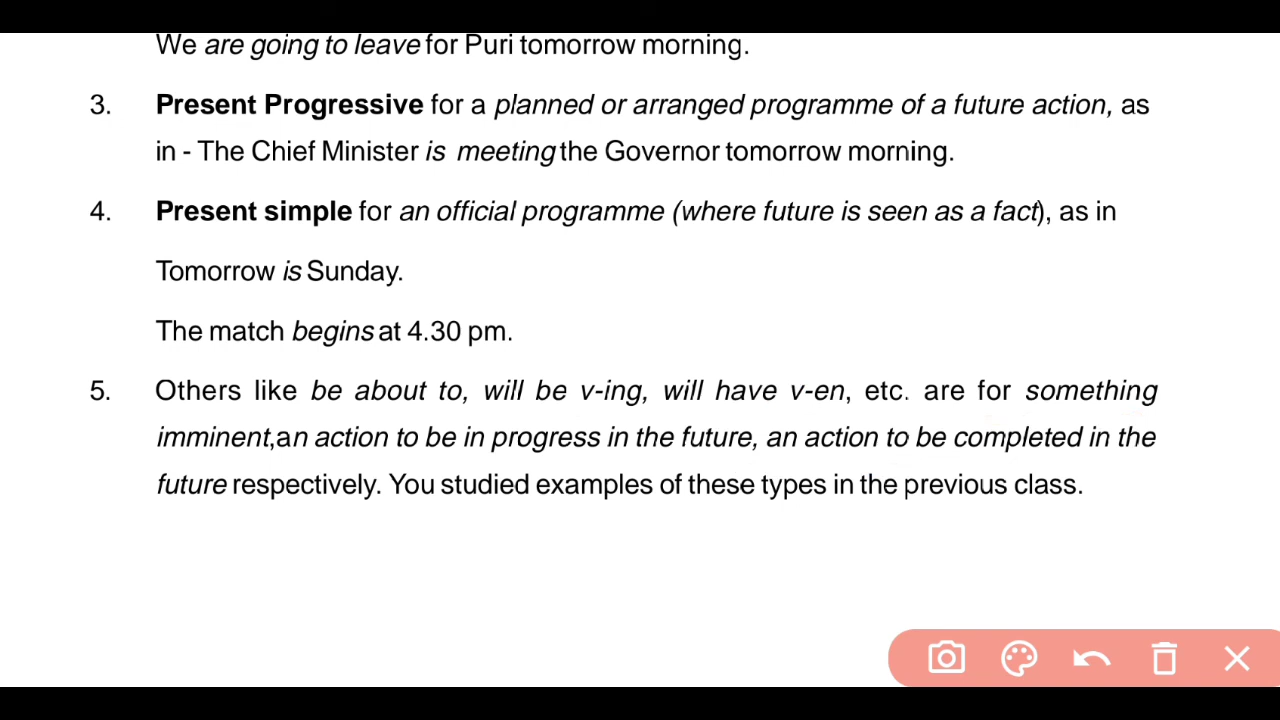 We are going to leave for Puri tomorrow morning.
3. Present Progressive for a planned or arranged programme of a future action, as
in - The Chief Minister is meeting the Governor tomorrow morning.
4. Present simple for an official programme (where future is seen as a fact), as in
Tomorrow is Sunday.
The match begins at 4.30 pm.
5. Others like be about to, will be v-ing, will have v-en, etc. are for something
imminent,an action to be in progress in the future, an action to be completed in the
future respectively. You studied examples of these types in the previous class.